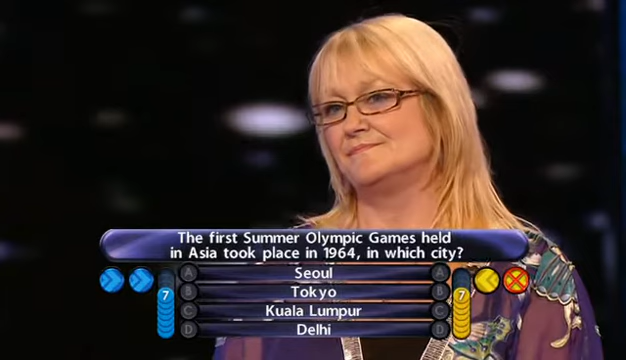 The first Summer Olympic Games held
in Asia took place in 1964, in which city?
A Seoul A
7 Tokyo 7
C Kuala Lumpur C
D Delhi D